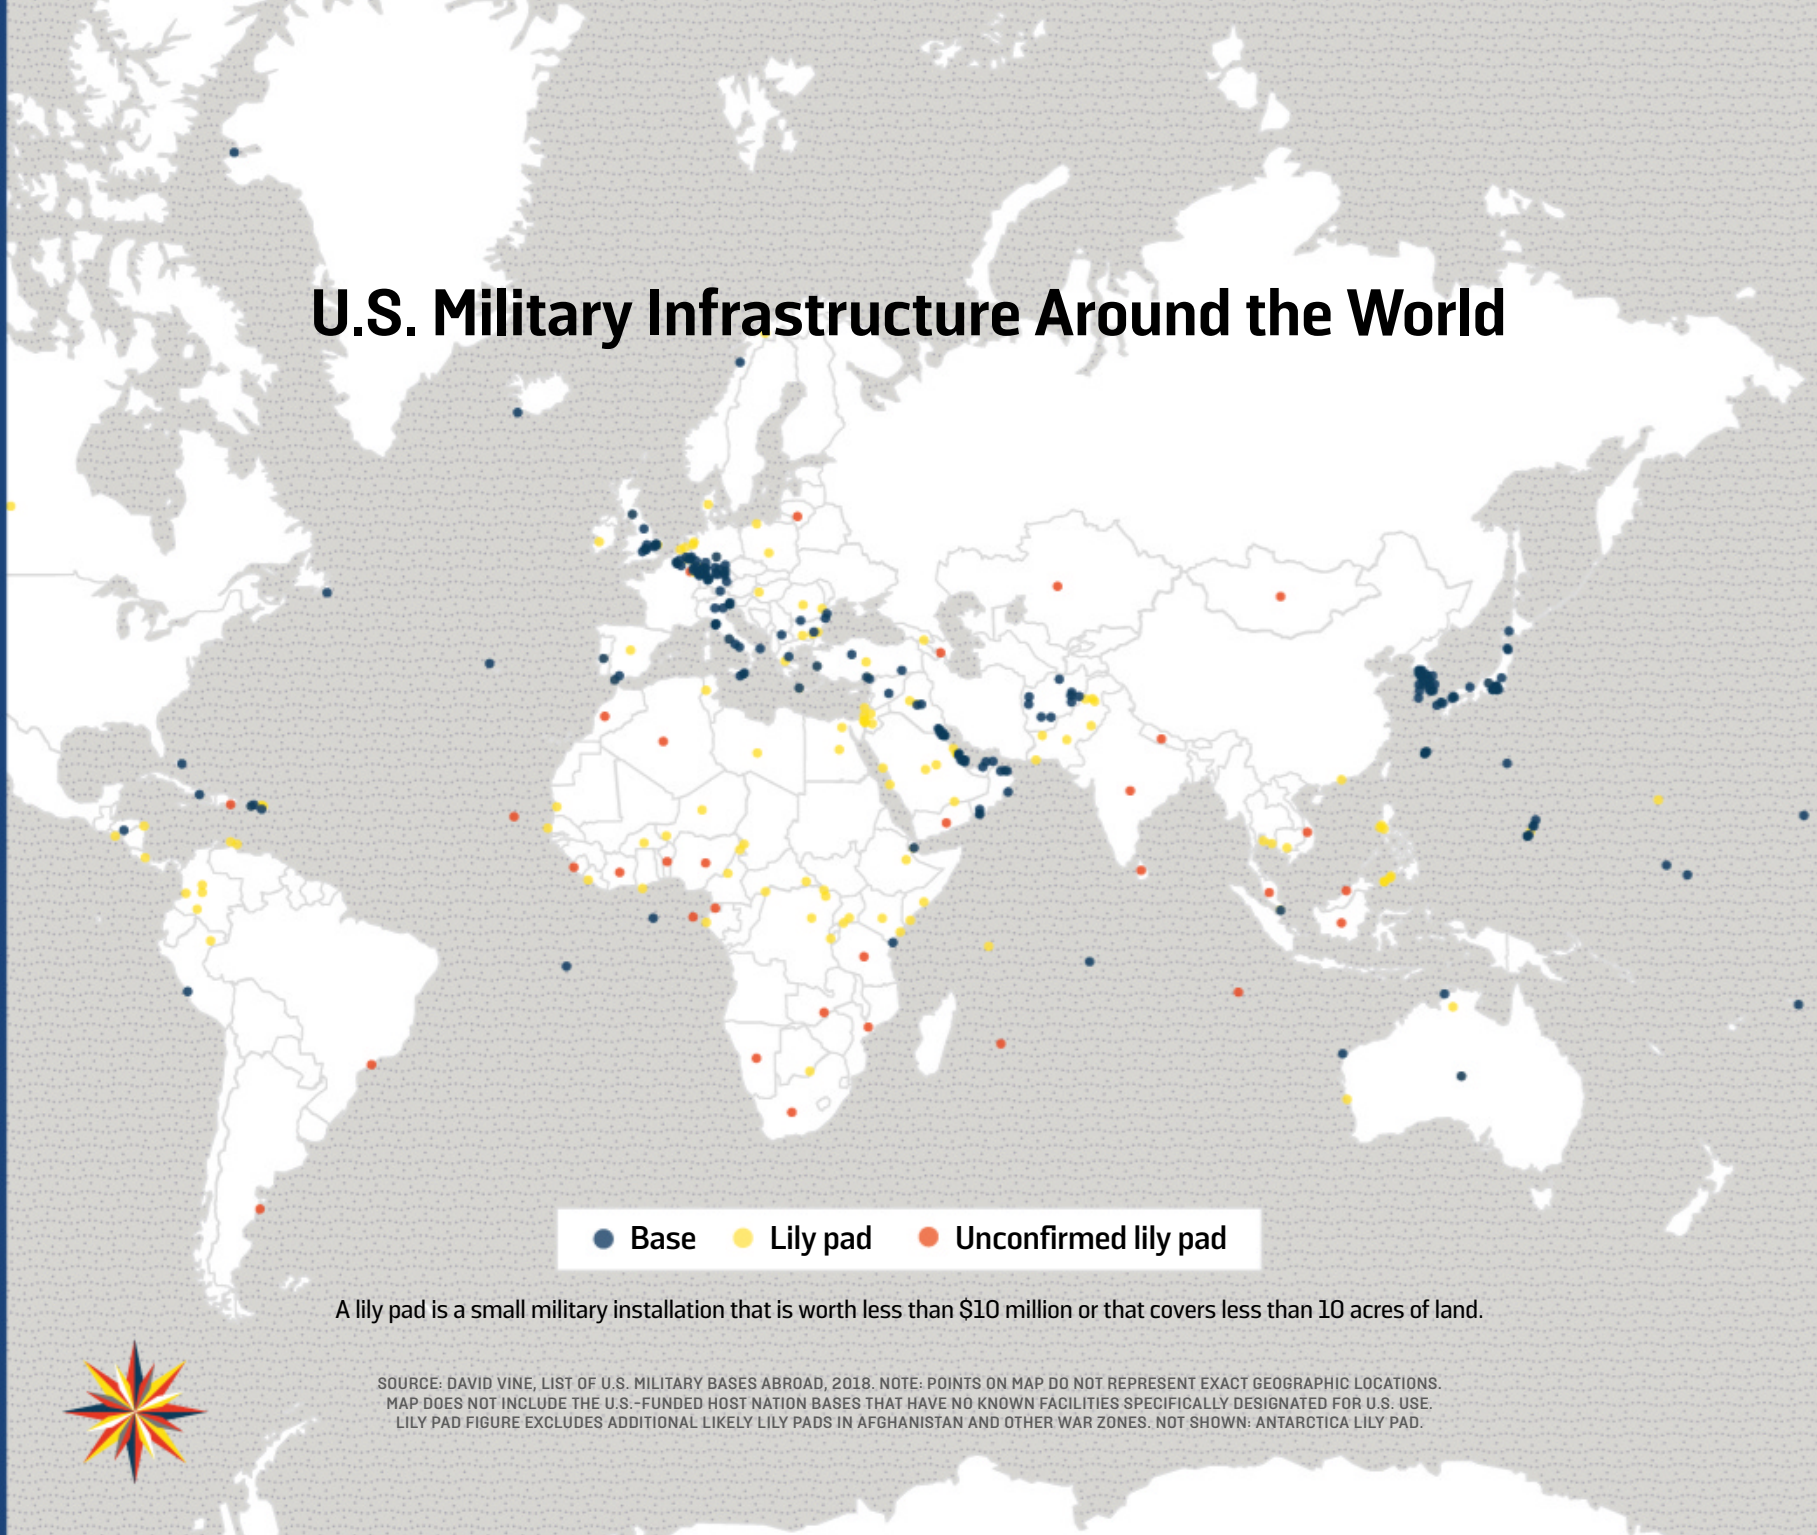 U.S. Military Infrastructure Around the World
Base Lily pad Unconfirmed lily pad
A lily pad is a small military installation that is worth less than $10 million or that covers less than 10 acres of land.
SOURCE: DAVID VINE, LIST OF U.S. MILITARY BASES ABROAD, 2018. NOTE: POINTS ON MAP DO NOT REPRESENT EXACT GEOGRAPHIC LOCATIONS.
MAP DOES NOT INCLUDE THE U.S.-FUNDED HOST NATION BASES THAT HAVE NO KNOWN FACILITIES SPECIFICALLY DESIGNATED FOR U.S. USE.
LILY PAD FIGURE EXCLUDES ADDITIONAL LIKELY LILY PADS IN AFGHANISTAN AND OTHER WAR ZONES. NOT SHOWN: ANTARCTICA LILY PAD.